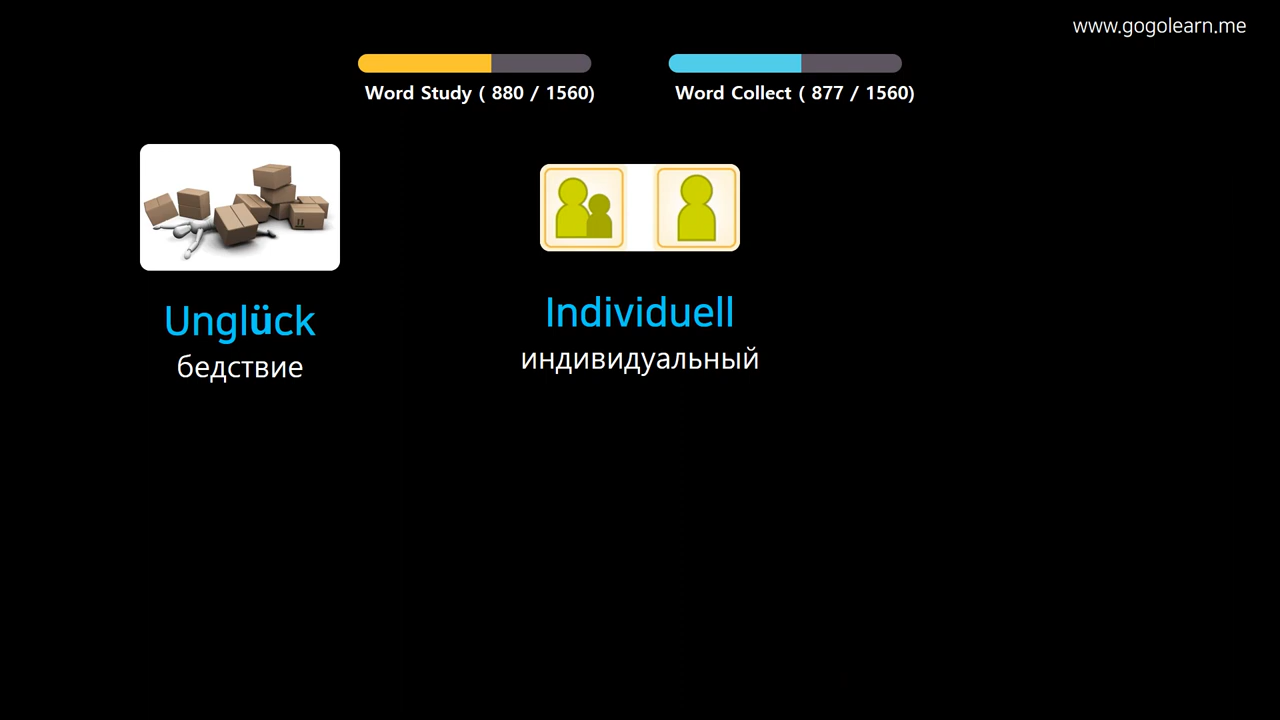 www.gogolearn.me
Word Study ( 880 / 1560)
Word Collect ( 877 / 1560)
Unglück
бедствие
Individuell
индивидуальный